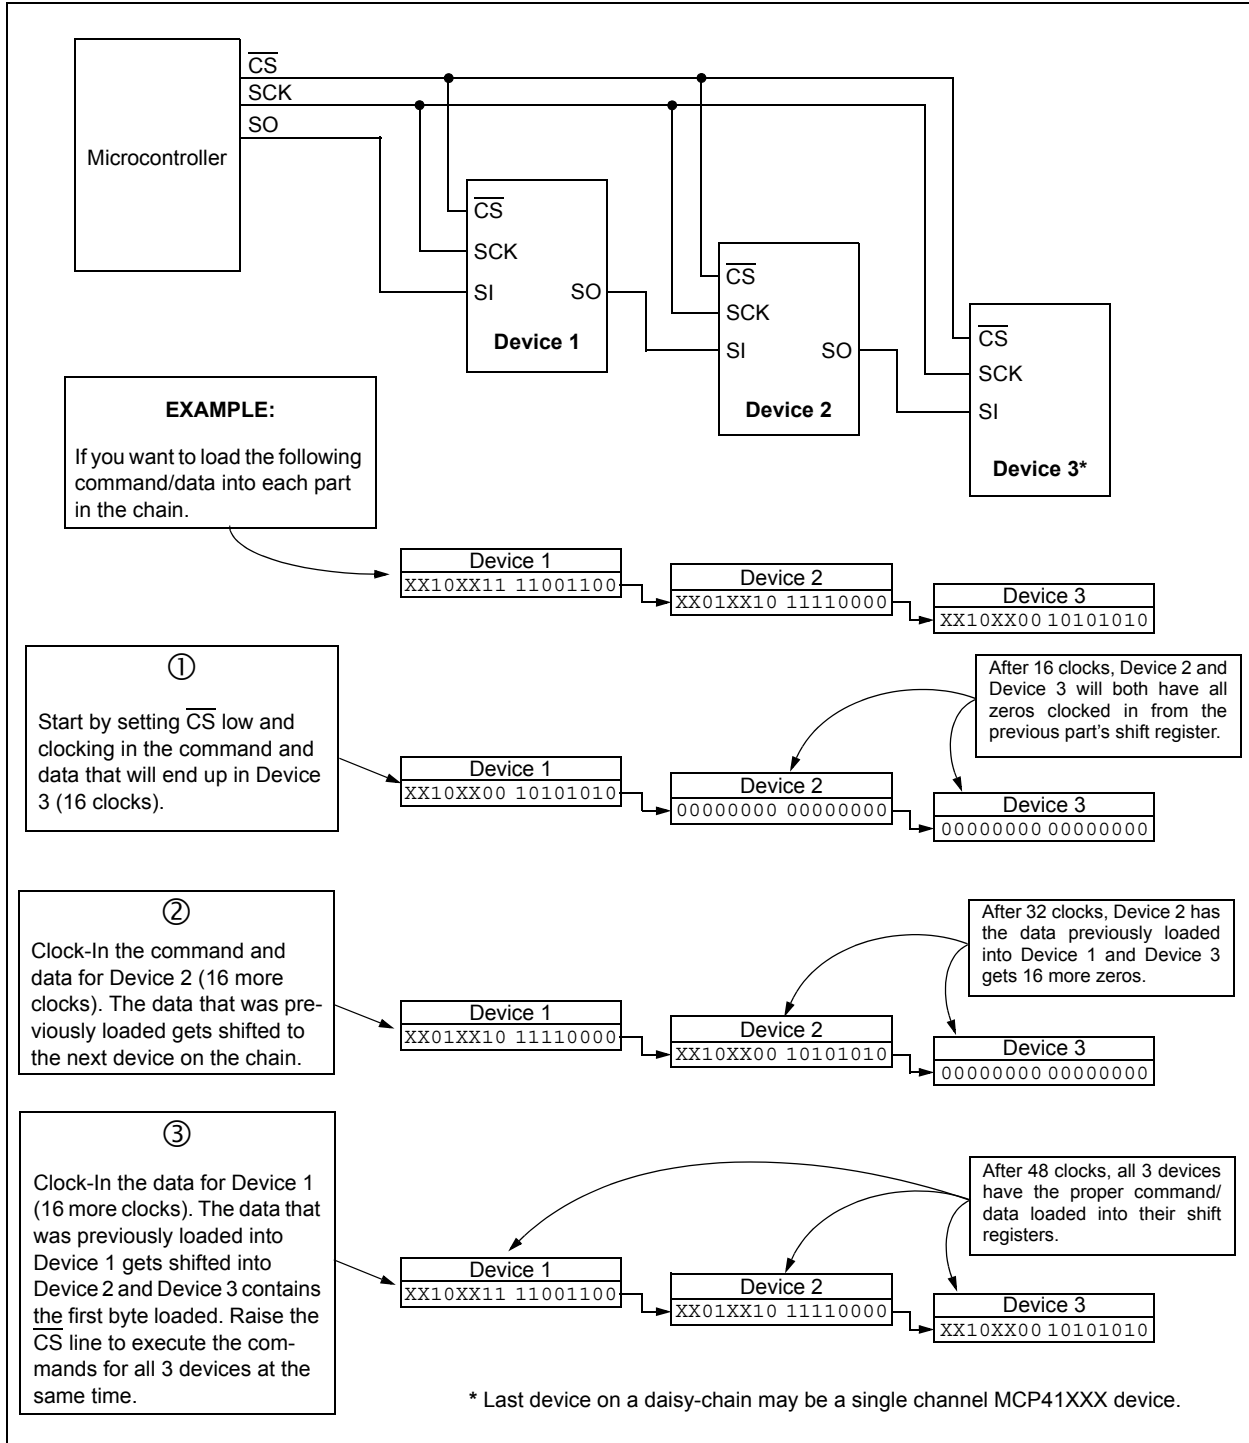 C̅S̅
SCK
SO
Microcontroller
C̅S̅
SCK
SI SO
Device 1
C̅S̅
SCK
SI SO
Device 2
C̅S̅
SCK
SI
Device 3*
EXAMPLE:
If you want to load the following
command/data into each part
in the chain.
Device 1
XX10XX11 11001100
Device 2
XX01XX10 11110000
Device 3
XX10XX00 10101010
①
Start by setting C̅S̅ low and
clocking in the command and
data that will end up in Device
3 (16 clocks).
After 16 clocks, Device 2 and
Device 3 will both have all
zeros clocked in from the
previous part's shift register.
Device 1
XX10XX00 10101010
Device 2
00000000 00000000
Device 3
00000000 00000000
②
Clock-In the command and
data for Device 2 (16 more
clocks). The data that was pre-
viously loaded gets shifted to
the next device on the chain.
After 32 clocks, Device 2 has
the data previously loaded
into Device 1 and Device 3
gets 16 more zeros.
Device 1
XX01XX10 11110000
Device 2
XX10XX00 10101010
Device 3
00000000 00000000
③
Clock-In the data for Device 1
(16 more clocks). The data that
was previously loaded into
Device 1 gets shifted into
Device 2 and Device 3 contains
the first byte loaded. Raise the
C̅S̅ line to execute the com-
mands for all 3 devices at the
same time.
After 48 clocks, all 3 devices
have the proper command/
data loaded into their shift
registers.
Device 1
XX10XX11 11001100
Device 2
XX01XX10 11110000
Device 3
XX10XX00 10101010
* Last device on a daisy-chain may be a single channel MCP41XXX device.